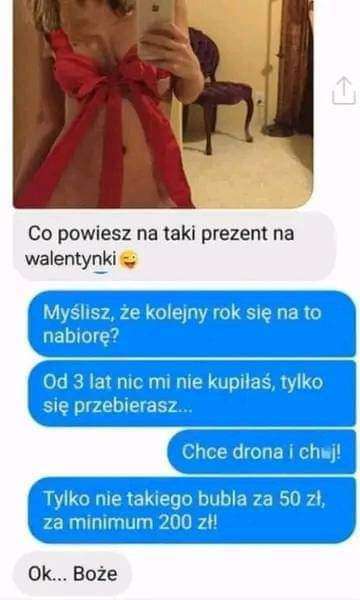 Co powiesz na taki prezent na
walentynki
Myślisz, że kolejny rok się na to
nabiorę?
Od 3 lat nic mi nie kupiłaś, tylko
się przebierasz...
Chce drona i chuj!
Tylko nie takiego bubla za 50 zł,
za minimum 200 zł!
Ok... Boże